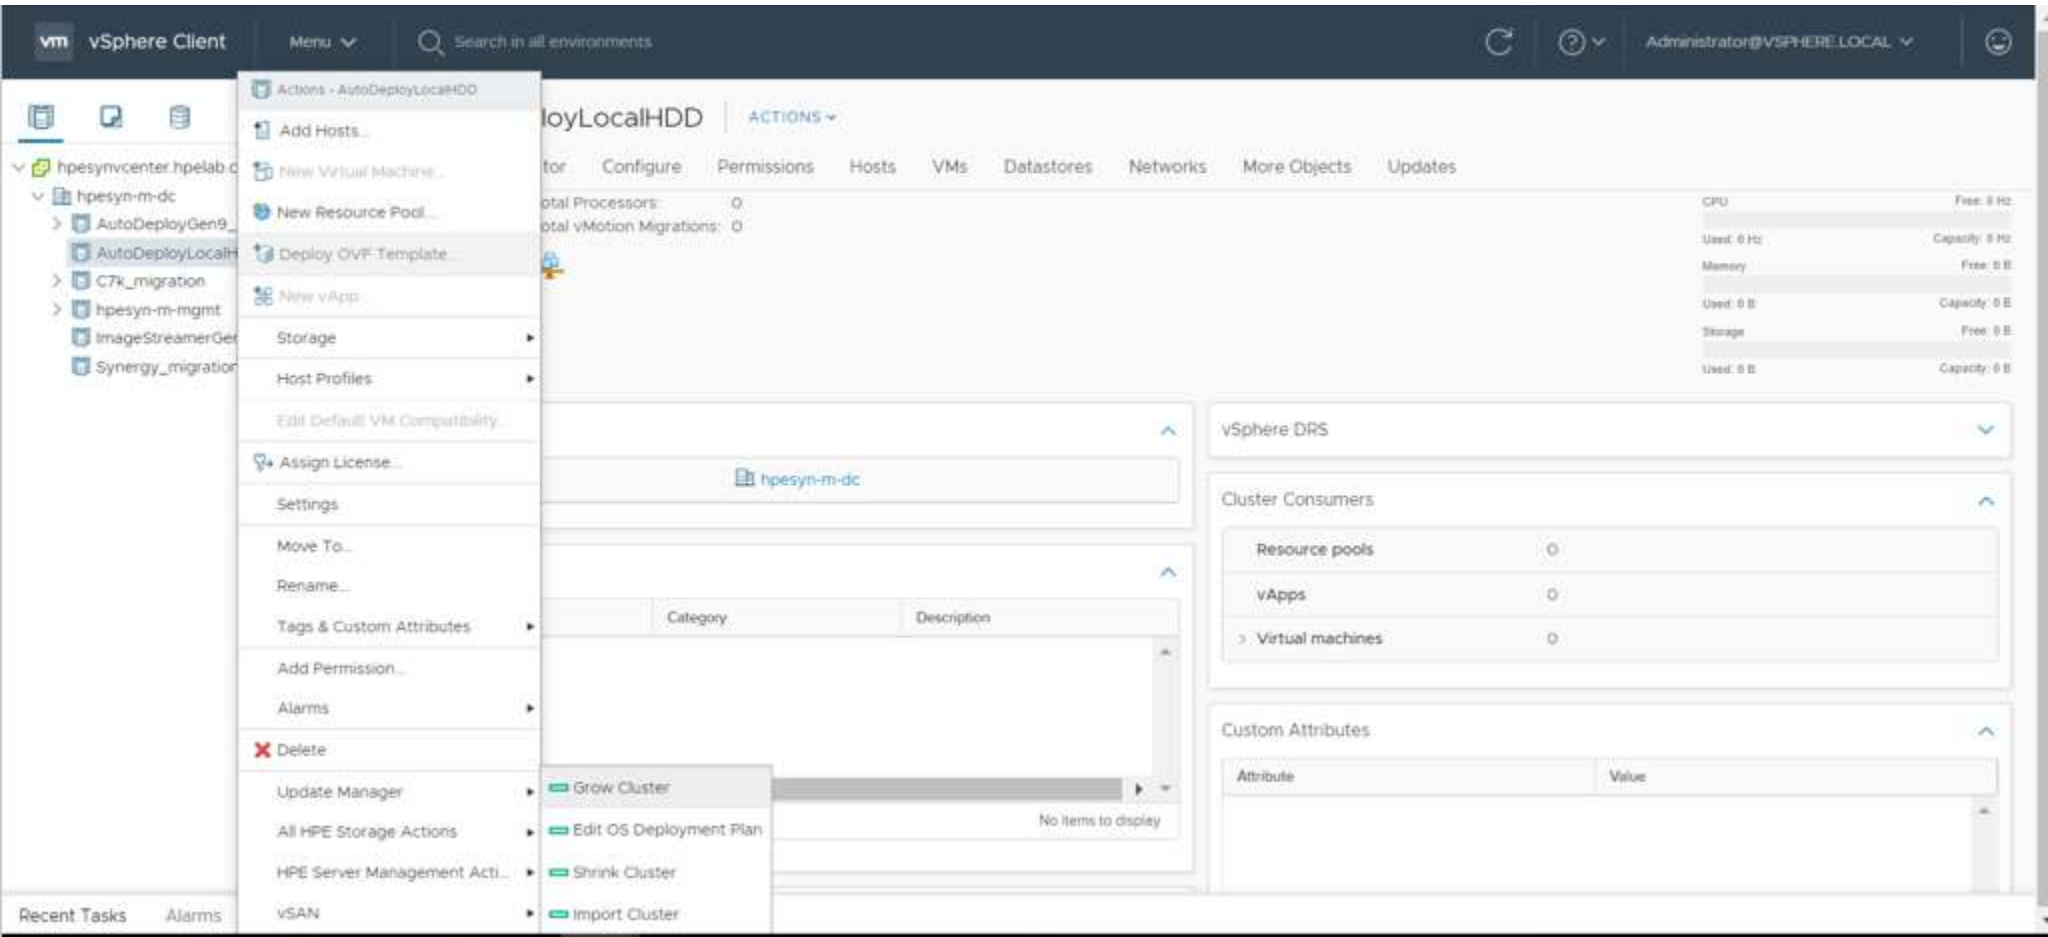 vm vSphere Client Menu Search in all environments Administrator@VSPHERE.LOCAL
Actions - AutoDeployLocalHDD
Add Hosts...
New Virtual Machine...
New Resource Pool...
Deploy OVF Template...
New vApp...
Storage
Host Profiles
Edit Default VM Compatibility...
Assign License...
Settings
Move To...
Rename...
Tags & Custom Attributes
Add Permission...
Alarms
Delete
Update Manager
All HPE Storage Actions
HPE Server Management Acti...
vSAN
Grow Cluster
Edit OS Deployment Plan
Shrink Cluster
Import Cluster
hpesynvcenter.hpelab.c
hpesyn-m-dc
AutoDeployGen9_
AutoDeployLocalH
C7k_migration
hpesyn-m-mgmt
ImageStreamerGer
Synergy_migration
loyLocalHDD ACTIONS
tor Configure Permissions Hosts VMs Datastores Networks More Objects Updates
otal Processors: 0
otal vMotion Migrations: 0
CPU Free: 0 Hz
Used: 0 Hz Capacity: 0 Hz
Memory Free: 0 B
Used: 0 B Capacity: 0 B
Storage Free: 0 B
Used: 0 B Capacity: 0 B
hpesyn-m-dc
Category Description
No items to display
vSphere DRS
Cluster Consumers
Resource pools 0
vApps 0
Virtual machines 0
Custom Attributes
Attribute Value
Recent Tasks Alarms